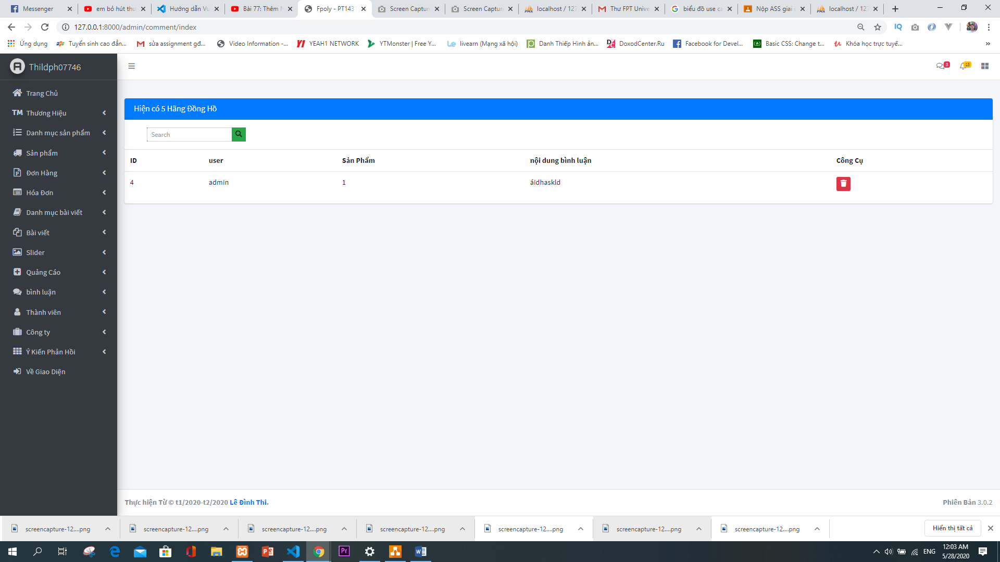 Messenger
em bỏ hút thu
Hướng dẫn Vu
Bài 77: Thêm
Fpoly - PT143
Screen Captur
Screen Captur
localhost / 127
Thư FPT Unive
biểu đồ use ca
Nộp ASS giai
localhost / 127
127.0.0.1:8000/admin/comment/index
Ứng dụng
Tuyển sinh cao đẳn...
sửa assignment gđ...
Video Information -...
YEAH1 NETWORK
YTMonster | Free Y...
livearn (Mạng xã hội)
Danh Thiếp Hình ản...
DoxodCenter.Ru
Facebook for Devel...
Basic CSS: Change t...
Khóa học trực tuyế...
»
Thildph07746
3
15
Trang Chủ
TM Thương Hiệu
Danh mục sản phẩm
Sản phẩm
Đơn Hàng
Hóa Đơn
Danh mục bài viết
Bài viết
Slider
Quảng Cáo
bình luận
Thành viên
Công ty
Ý Kiến Phản Hồi
Về Giao Diện
Hiện có 5 Hãng Đồng Hồ
Search
ID user Sản Phẩm nội dung bình luận Công Cụ
4 admin 1 áidhaskld
Thực hiện Từ © t1/2020-t2/2020 Lê Đình Thi.
Phiên Bản 3.0.2
screencapture-12....png
screencapture-12....png
screencapture-12....png
screencapture-12....png
screencapture-12....png
screencapture-12....png
screencapture-12....png
Hiển thị tất cả
ENG
12:03 AM
5/28/2020